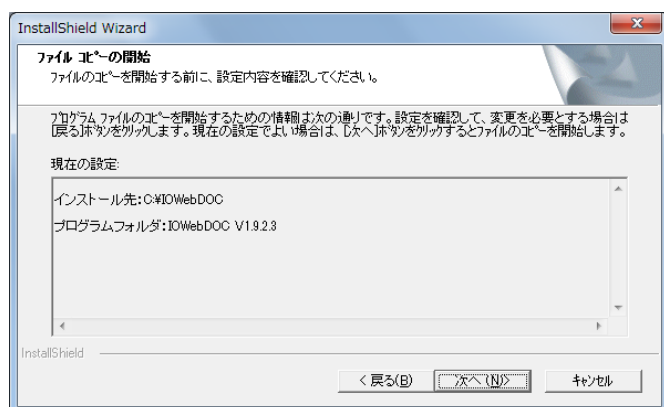 InstallShield Wizard
ファイル コピーの開始
ファイルのコピーを開始する前に、設定内容を確認してください。
プログラム ファイルのコピーを開始するための情報は次の通りです。設定を確認して、変更を必要とする場合は
[戻る]ボタンをクリックします。現在の設定でよい場合は、[次へ]ボタンをクリックするとファイルのコピーを開始します。
現在の設定:
インストール先:C:¥IOWebDOC
プログラムフォルダ:IOWebDOC V1.9.2.3
InstallShield
< 戻る(B)
次へ (N)>
キャンセル